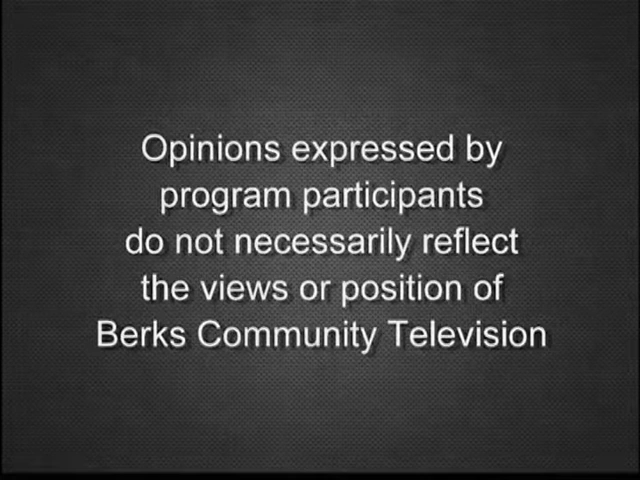 Opinions expressed by
program participants
do not necessarily reflect
the views or position of
Berks Community Television